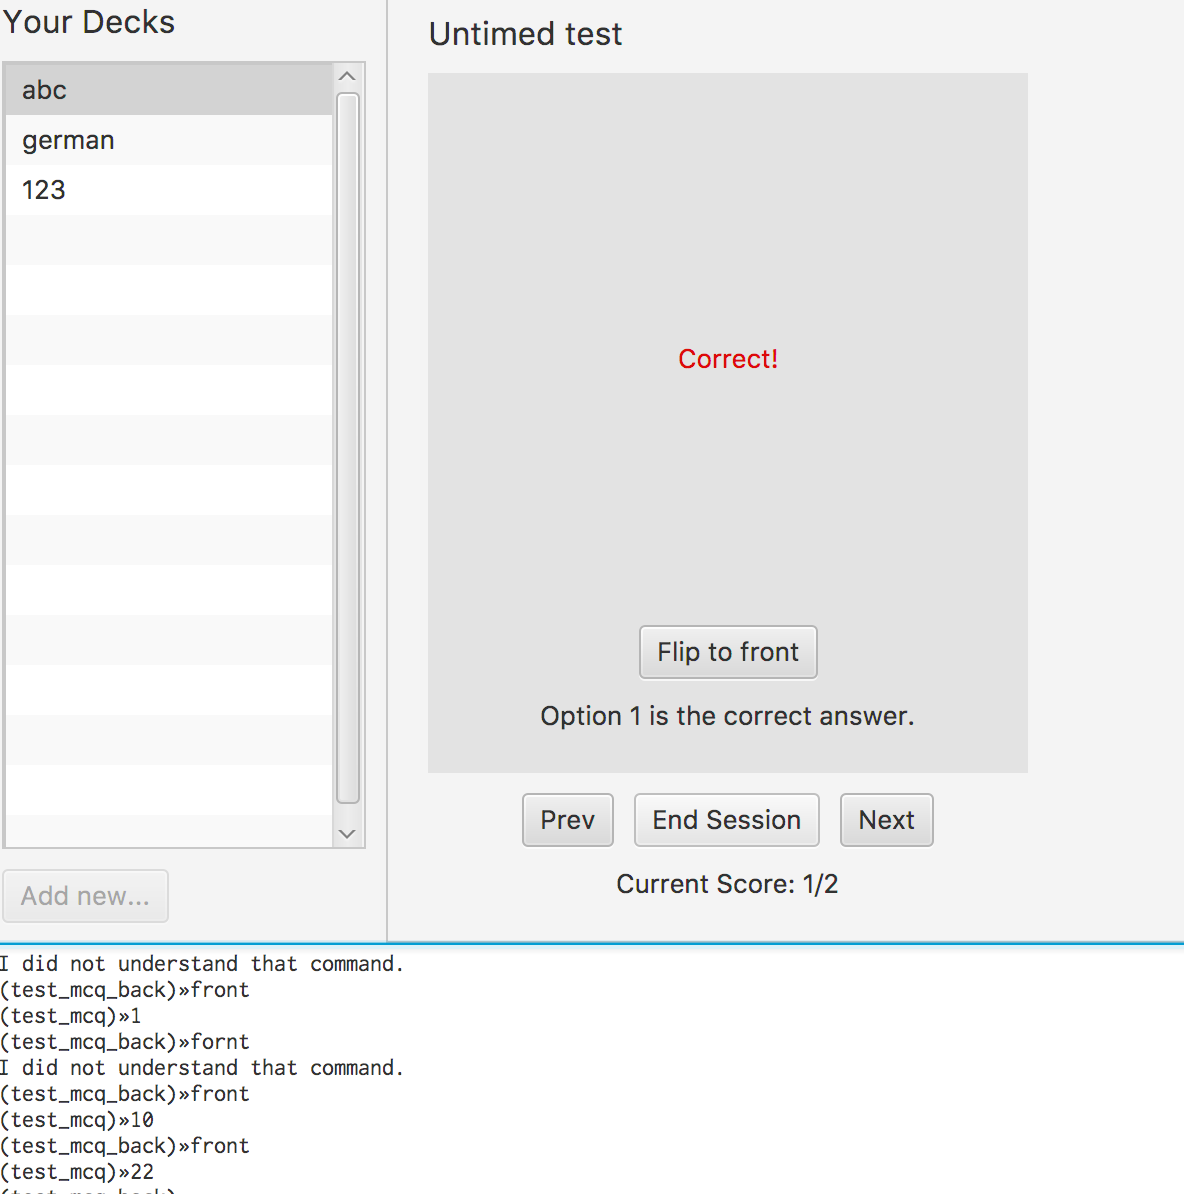 Your Decks
abc
german
123
Add new...
Untimed test
Correct!
Flip to front
Option 1 is the correct answer.
Prev
End Session
Next
Current Score: 1/2
I did not understand that command.
(test_mcq_back)»front
(test_mcq)»1
(test_mcq_back)»fornt
I did not understand that command.
(test_mcq_back)»front
(test_mcq)»10
(test_mcq_back)»front
(test_mcq)»22